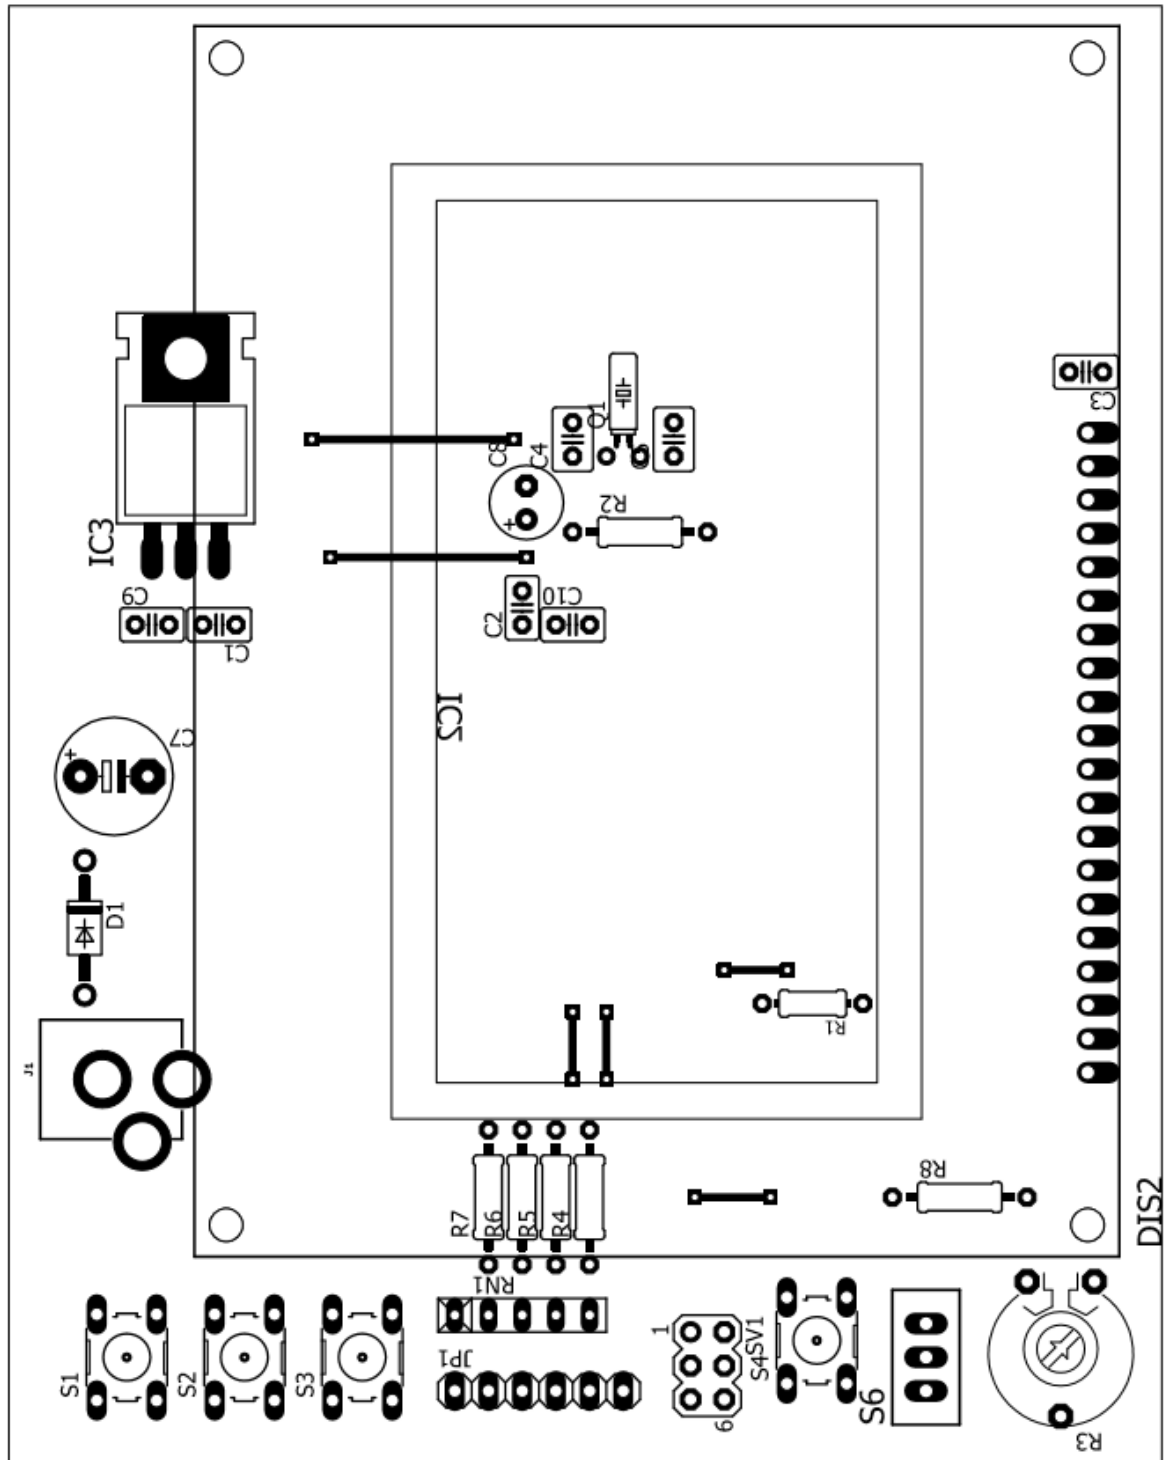 C3
Q1
C8
C4
R2
IC3
C9
C10
C2
C1
IC2
C7
+
+
D1
R1
J1
R8
DIS2
R7
R6
R5
R4
RN1
1
SV1
JP1
S4
S1
S2
S3
S6
6
R3